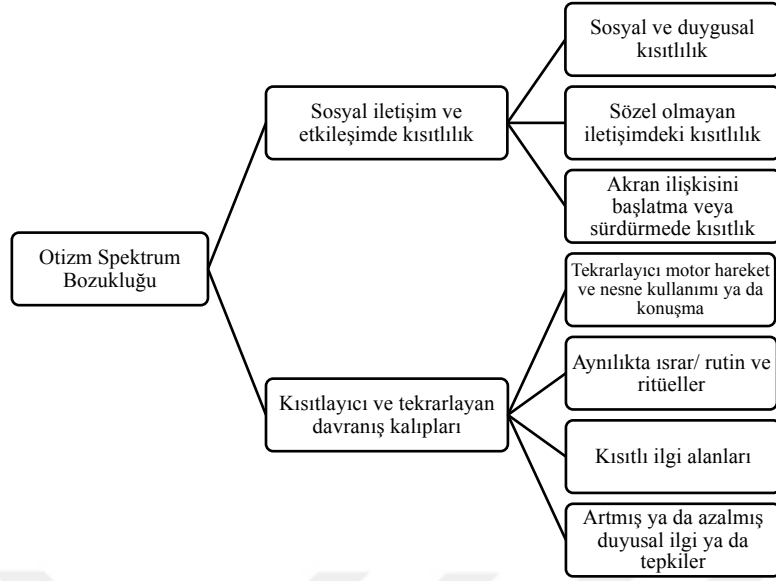 Otizm Spektrum
Bozukluğu
Sosyal iletişim ve
etkileşimde kısıtlılık
Sosyal ve duygusal
kısıtlılık
Sözel olmayan
iletişimdeki kısıtlılık
Akran ilişkisini
başlatma veya
sürdürmede kısıtlık
Kısıtlayıcı ve tekrarlayan
davranış kalıpları
Tekrarlayıcı motor hareket
ve nesne kullanımı ya da
konuşma
Aynılıkta ısrar/ rutin ve
ritüeller
Kısıtlı ilgi alanları
Artmış ya da azalmış
duyusal ilgi ya da
tepkiler